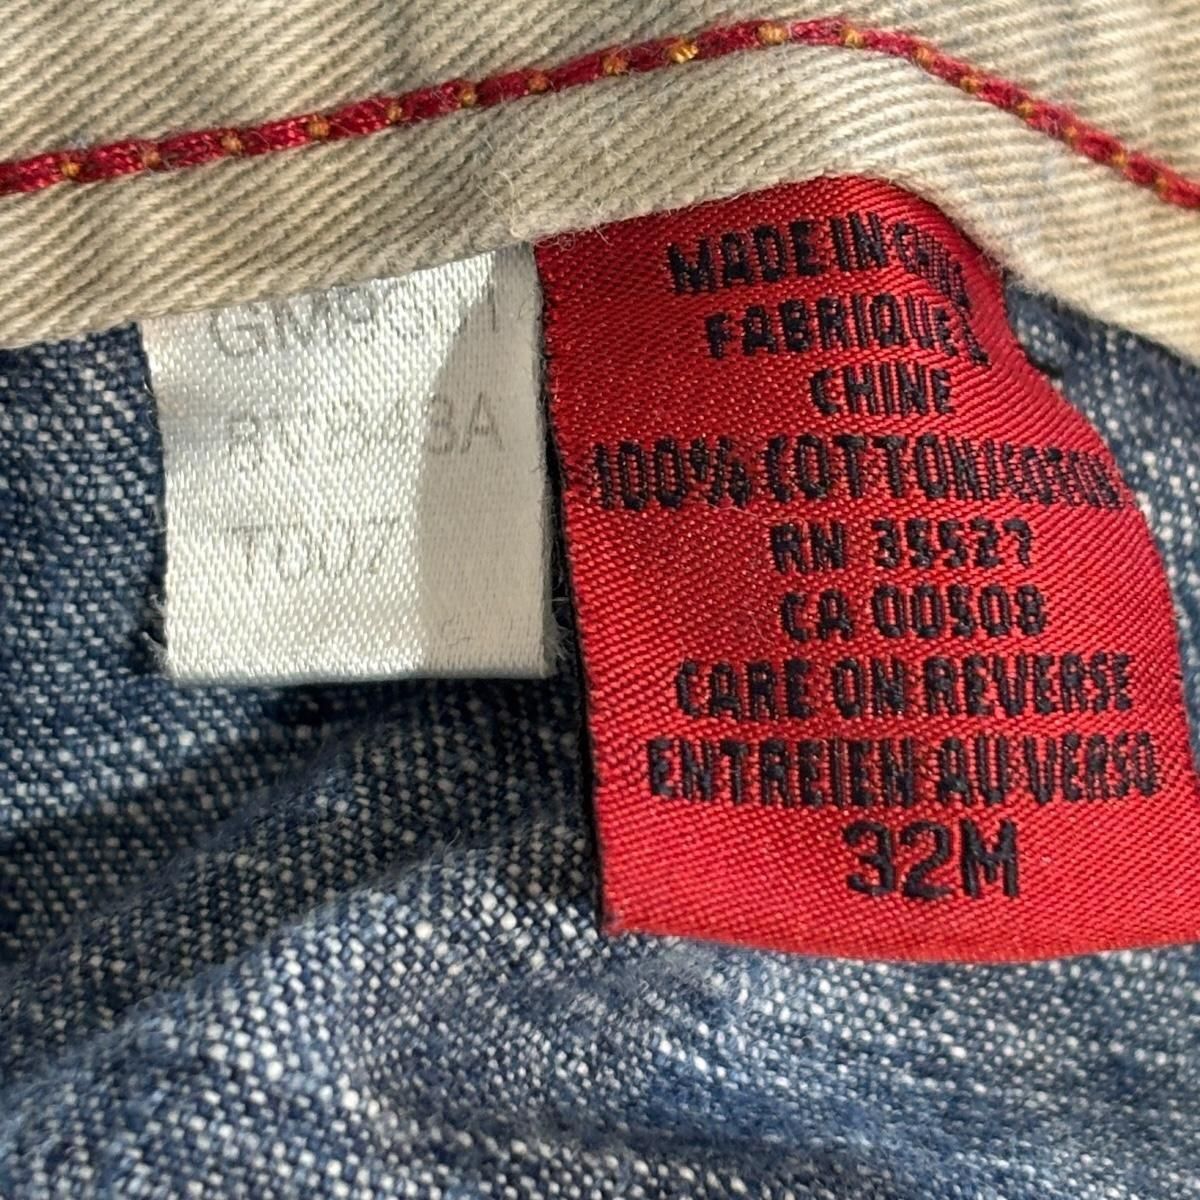 MADE IN CHINA
FABRIQUE
CHINE
100% COTTON/COTON
RN 35527
CA 00508
CARE ON REVERSE
ENTREIEN AU VERSO
32M